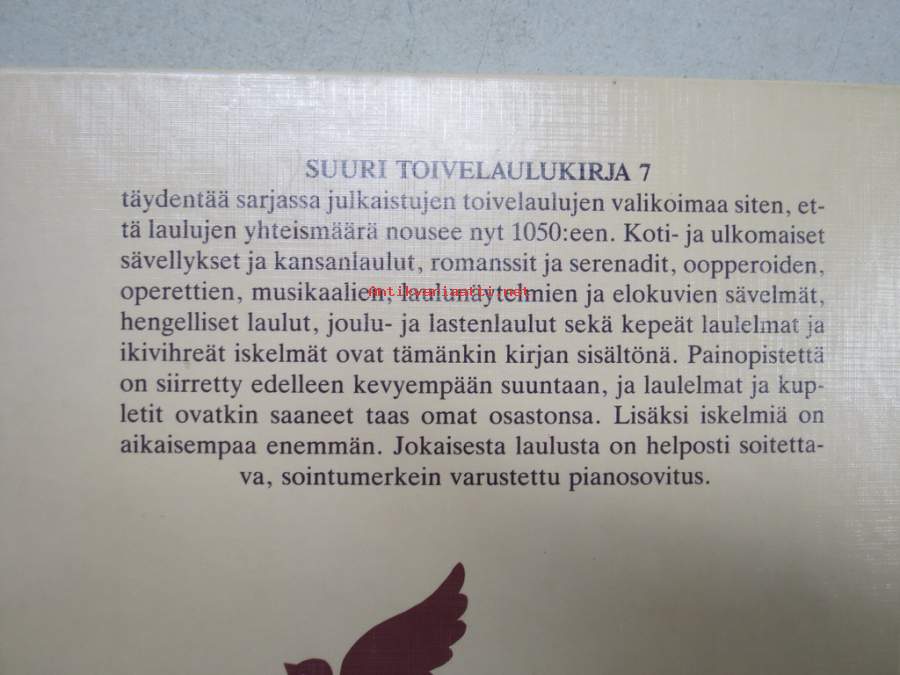 SUURI TOIVELAULUKIRJA 7
täydentää sarjassa julkaistujen toivelaulujen valikoimaa siten, et-
tä laulujen yhteismäärä nousee nyt 1050:een. Koti- ja ulkomaiset
sävellykset ja kansanlaulut, romanssit ja serenadit, oopperoiden,
operettien, musikaalien, laulunäytelmien ja elokuvien sävelmät,
antikvariaatti.net
hengelliset laulut, joulu- ja lastenlaulut sekä kepeät laulelmat ja
ikivihreät iskelmät ovat tämänkin kirjan sisältönä. Painopistettä
on siirretty edelleen kevyempään suuntaan, ja laulelmat ja kup-
letit ovatkin saaneet taas omat osastonsa. Lisäksi iskelmiä on
aikaisempaa enemmän. Jokaisesta laulusta on helposti soitetta-
va, sointumerkein varustettu pianosovitus.